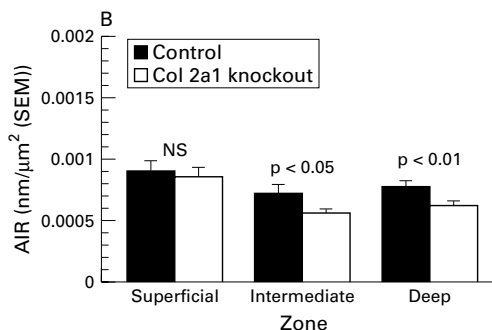 B
0.002
0.0015
0.001
0.0005
0
AIR (nm/µm² (SEM))
Control
Col 2a1 knockout
NS
p < 0.05
p < 0.01
Superficial Intermediate Deep
Zone